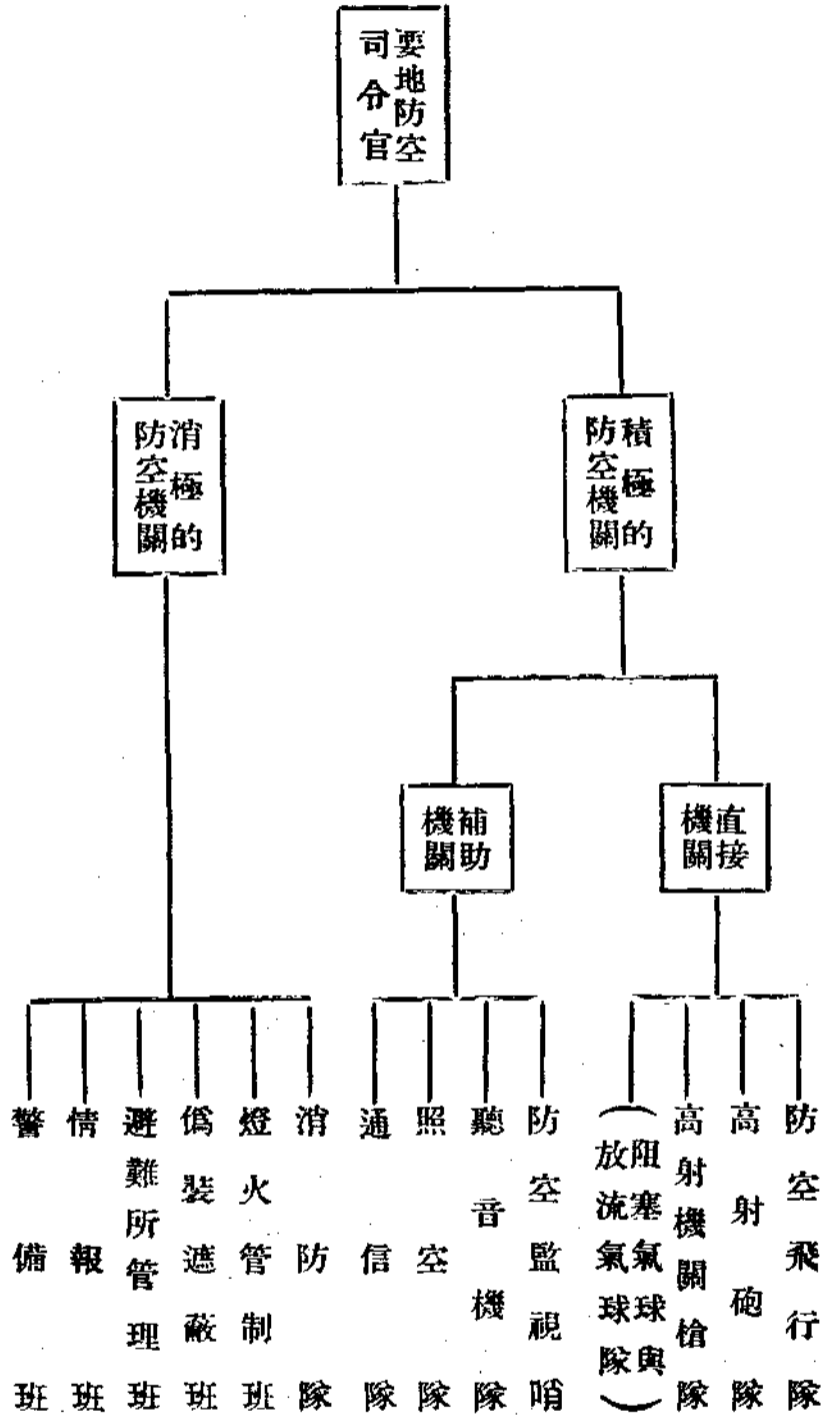 要地防空
司令官
積極的
防空機關
消極的
防空機關
直接
機關
補助
機關
防空飛行隊
高射砲隊
高射機關槍隊
(阻塞氣球與
放流氣球隊)
防空監視哨
聽音機隊
照空隊
通信隊
消防隊
燈火管制班
偽裝遮蔽班
避難所管理班
情報班
警備班